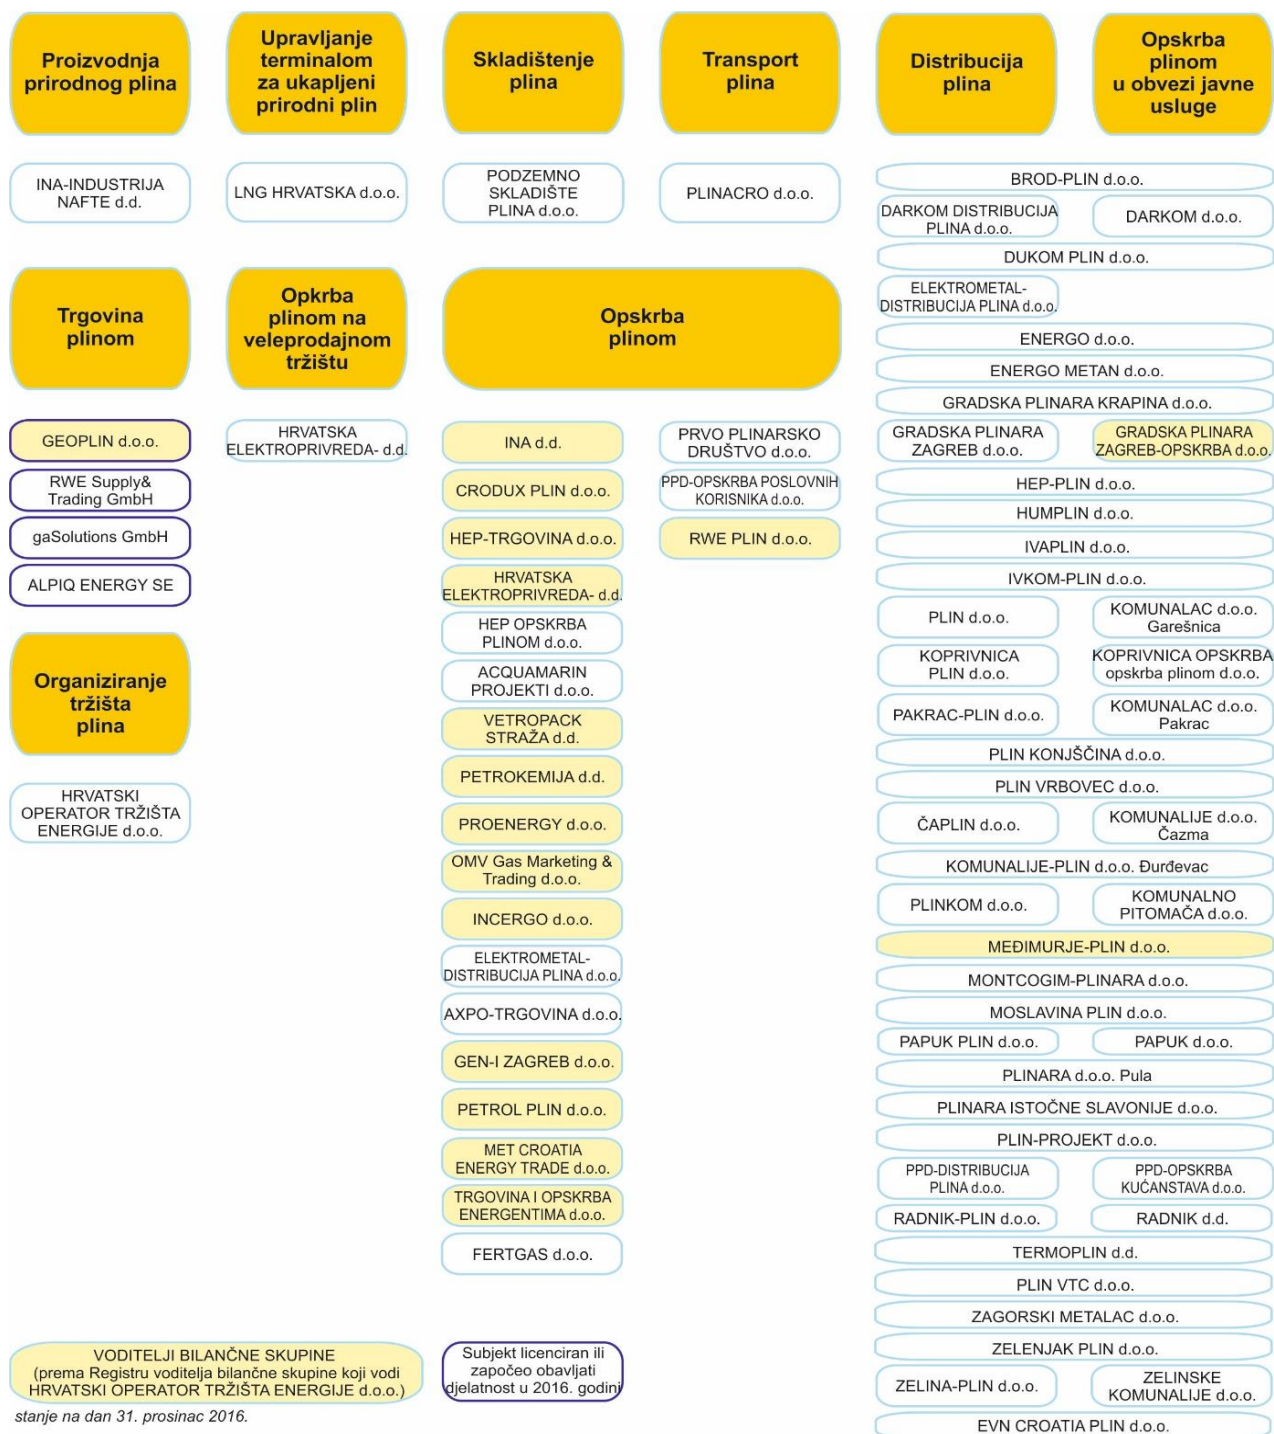 Proizvodnja
prirodnog plina
Upravljanje
terminalom
za ukapljeni
prirodni plin
Skladištenje
plina
Transport
plina
Distribucija
plina
Opskrba
plinom
u obvezi javne
usluge
INA-INDUSTRIJA
NAFTE d.d.
LNG HRVATSKA d.o.o.
PODZEMNO
SKLADIŠTE
PLINA d.o.o.
PLINACRO d.o.o.
Trgovina
plinom
Opkrba
plinom na
veleprodajnom
tržištu
Opskrba
plinom
GEOPLIN d.o.o.
RWE Supply&
Trading GmbH
gaSolutions GmbH
ALPIQ ENERGY SE
Organiziranje
tržišta
plina
HRVATSKI
OPERATOR TRŽIŠTA
ENERGIJE d.o.o.
HRVATSKA
ELEKTROPRIVREDA- d.d.
INA d.d.
CRODUX PLIN d.o.o.
HEP-TRGOVINA d.o.o.
HRVATSKA
ELEKTROPRIVREDA- d.d.
HEP OPSKRBA
PLINOM d.o.o.
ACQUAMARIN
PROJEKTI d.o.o.
VETROPACK
STRAŽA d.d.
PETROKEMIJA d.d.
PROENERGY d.o.o.
OMV Gas Marketing &
Trading d.o.o.
INCERGO d.o.o.
ELEKTROMETAL-
DISTRIBUCIJA PLINA d.o.o.
AXPO-TRGOVINA d.o.o.
GEN-I ZAGREB d.o.o.
PETROL PLIN d.o.o.
MET CROATIA
ENERGY TRADE d.o.o.
TRGOVINA I OPSKRBA
ENERGENTIMA d.o.o.
FERTGAS d.o.o.
PRVO PLINARSKO
DRUŠTVO d.o.o.
PPD-OPSKRBA POSLOVNIH
KORISNIKA d.o.o.
RWE PLIN d.o.o.
BROD-PLIN d.o.o.
DARKOM DISTRIBUCIJA
PLINA d.o.o.
DARKOM d.o.o.
DUKOM PLIN d.o.o.
ELEKTROMETAL-
DISTRIBUCIJA PLINA d.o.o.
ENERGO d.o.o.
ENERGO METAN d.o.o.
GRADSKA PLINARA KRAPINA d.o.o.
GRADSKA PLINARA
ZAGREB d.o.o.
GRADSKA PLINARA
ZAGREB-OPSKRBA d.o.o.
HEP-PLIN d.o.o.
HUMPLIN d.o.o.
IVAPLIN d.o.o.
IVKOM-PLIN d.o.o.
PLIN d.o.o.
KOMUNALAC d.o.o.
Garešnica
KOPRIVNICA
PLIN d.o.o.
KOPRIVNICA OPSKRBA
opskrba plinom d.o.o.
PAKRAC-PLIN d.o.o.
KOMUNALAC d.o.o.
Pakrac
PLIN KONJŠČINA d.o.o.
PLIN VRBOVEC d.o.o.
ČAPLIN d.o.o.
KOMUNALIJE d.o.o.
Čazma
KOMUNALIJE-PLIN d.o.o. Đurđevac
PLINKOM d.o.o.
KOMUNALNO
PITOMAČA d.o.o.
MEĐIMURJE-PLIN d.o.o.
MONTCOGIM-PLINARA d.o.o.
MOSLAVINA PLIN d.o.o.
PAPUK PLIN d.o.o.
PAPUK d.o.o.
PLINARA d.o.o. Pula
PLINARA ISTOČNE SLAVONIJE d.o.o.
PLIN-PROJEKT d.o.o.
PPD-DISTRIBUCIJA
PLINA d.o.o.
PPD-OPSKRBA
KUĆANSTAVA d.o.o.
RADNIK-PLIN d.o.o.
RADNIK d.d.
TERMOPLIN d.d.
PLIN VTC d.o.o.
ZAGORSKI METALAC d.o.o.
ZELENJAK PLIN d.o.o.
ZELINA-PLIN d.o.o.
ZELINSKE
KOMUNALIJE d.o.o.
EVN CROATIA PLIN d.o.o.
VODITELJI BILANČNE SKUPINE
(prema Registru voditelja bilančne skupine koji vodi
HRVATSKI OPERATOR TRŽIŠTA ENERGIJE d.o.o.)
Subjekt licenciran ili
započeo obavljati
djelatnost u 2016. godini
stanje na dan 31. prosinac 2016.